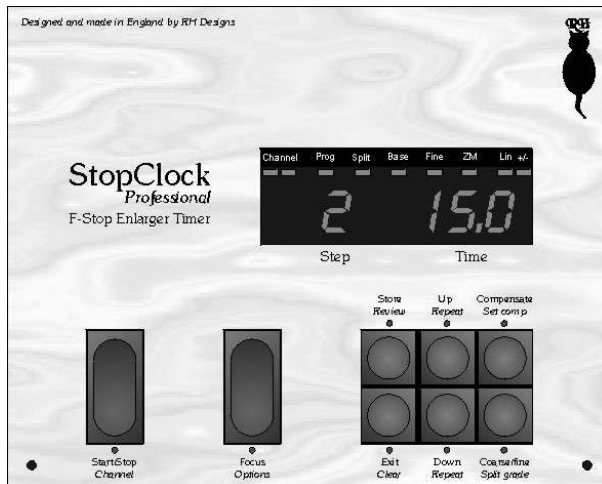 Designed and made in England by RH Designs
RH
StopClock
Professional
F-Stop Enlarger Timer
Channel Prog Split Base Fine ZM Lin +/-
2 15.0
Step Time
Store Up Compensate
Review Repeat Set comp
Exit Down Coarse/fine
Clear Repeat Split grade
Start/Stop Focus
Channel Options